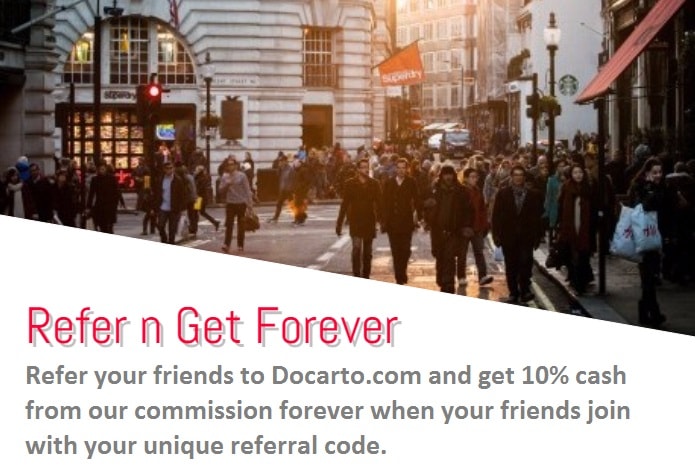 Superdry
superdry
Refer n Get Forever
Refer your friends to Docarto.com and get 10% cash
from our commission forever when your friends join
with your unique referral code.